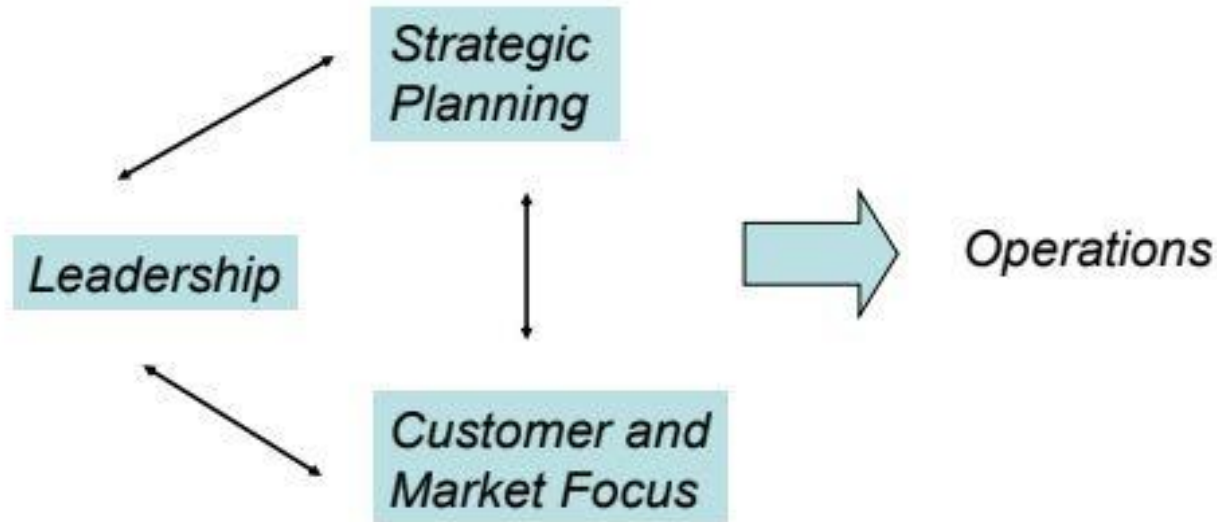 Strategic
Planning
Leadership
Operations
Customer and
Market Focus